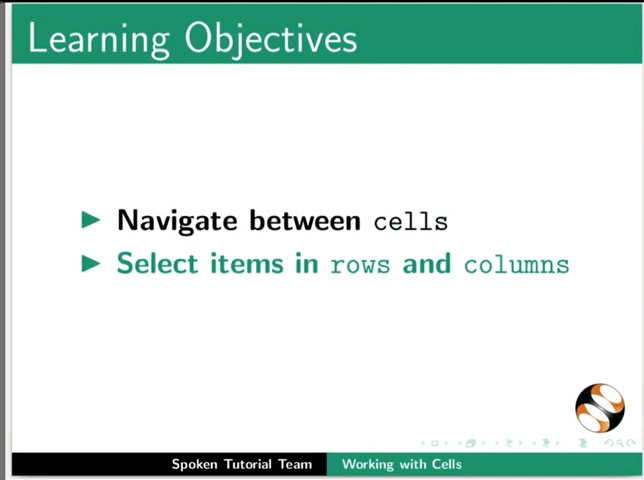 Learning Objectives
Navigate between cells
Select items in rows and columns
Spoken Tutorial Team
Working with Cells